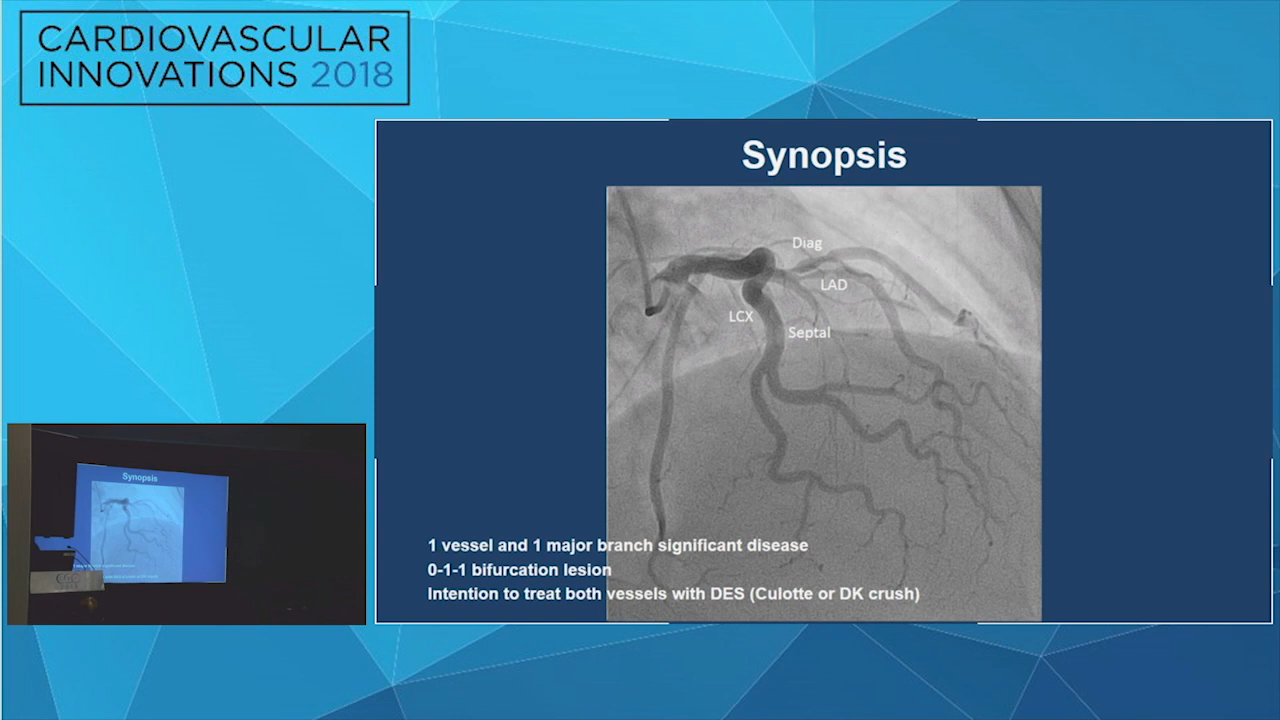 CARDIOVASCULAR
INNOVATIONS 2018
Synopsis
Diag
LAD
LCX
Septal
1 vessel and 1 major branch significant disease
0-1-1 bifurcation lesion
Intention to treat both vessels with DES (Culotte or DK crush)
Synopsis